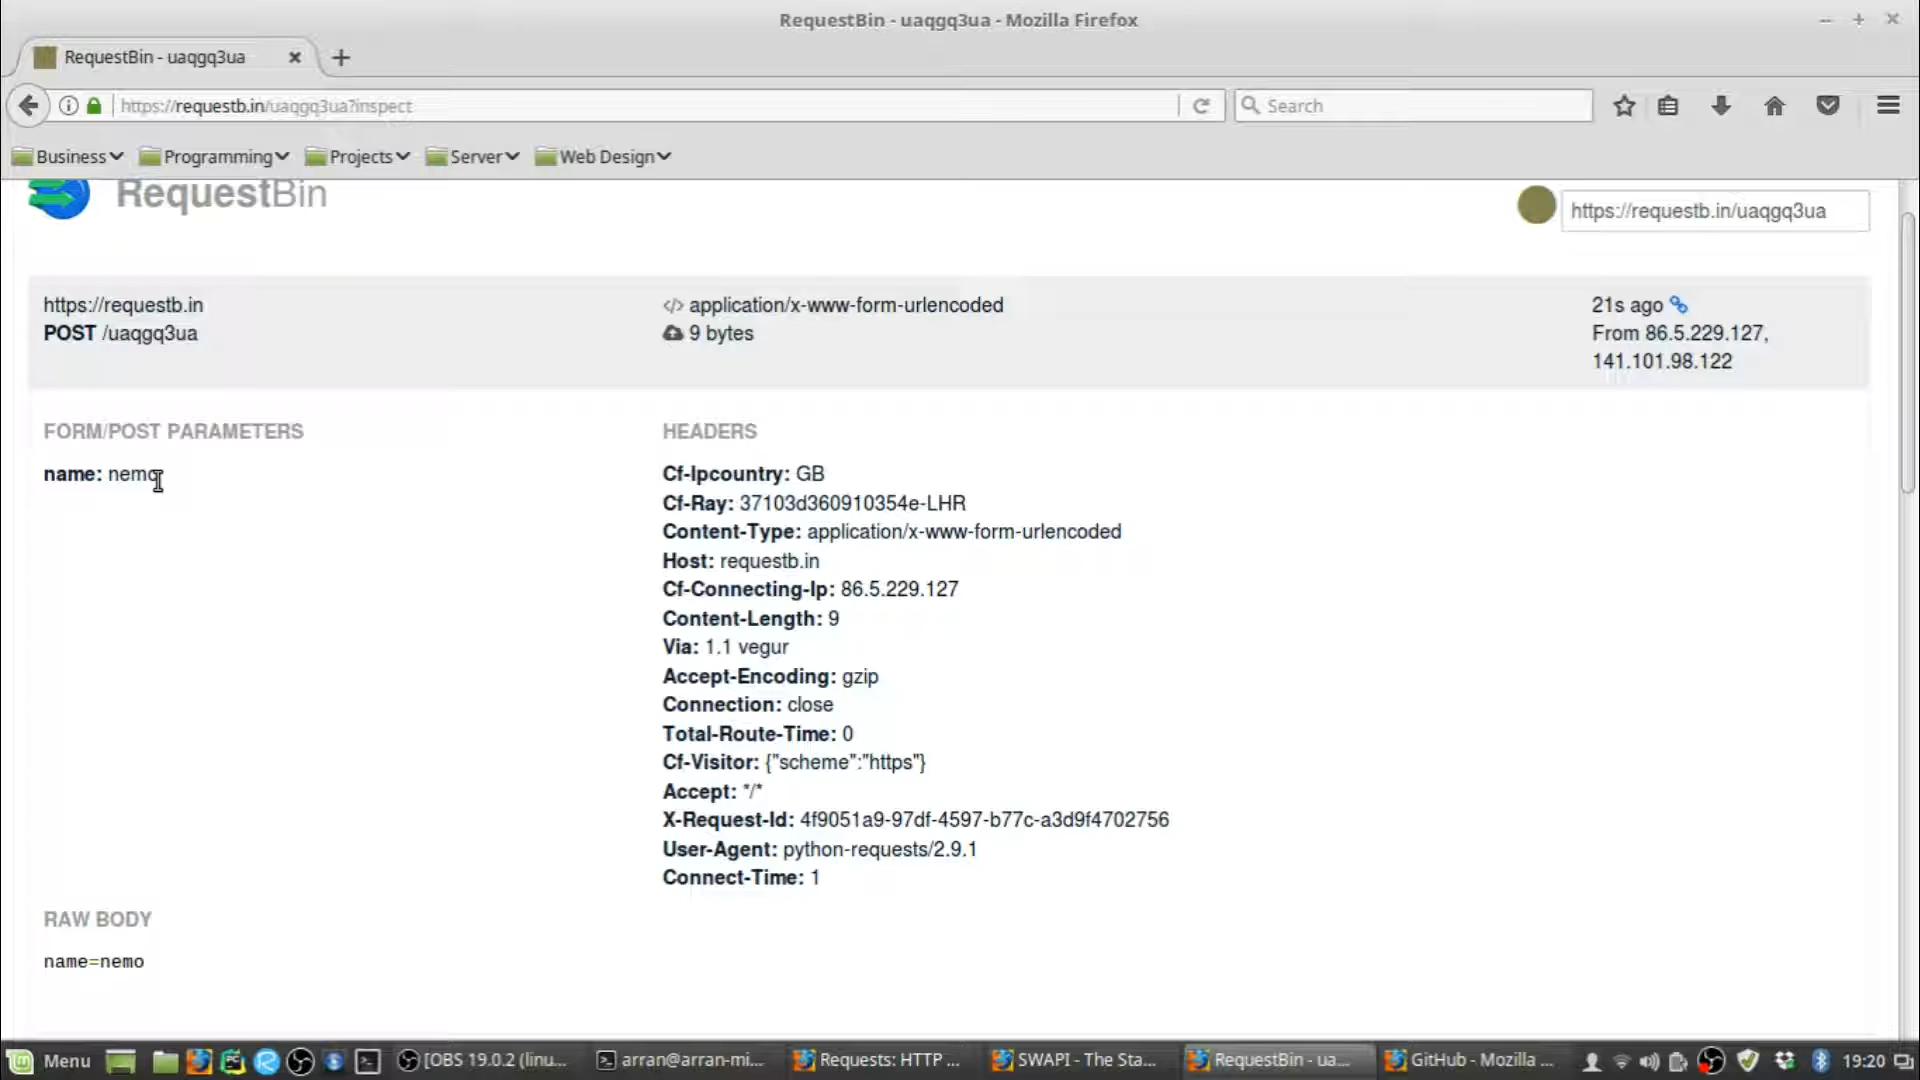 RequestBin - uaqgq3ua - Mozilla Firefox
RequestBin - uaqgq3ua
https://requestb.in/uaqgq3ua?inspect
Search
Business
Programming
Projects
Server
Web Design
RequestBin
https://requestb.in/uaqgq3ua
https://requestb.in
POST /uaqgq3ua
</> application/x-www-form-urlencoded
9 bytes
21s ago
From 86.5.229.127,
141.101.98.122
FORM/POST PARAMETERS
name: nemo
HEADERS
Cf-Ipcountry: GB
Cf-Ray: 37103d360910354e-LHR
Content-Type: application/x-www-form-urlencoded
Host: requestb.in
Cf-Connecting-Ip: 86.5.229.127
Content-Length: 9
Via: 1.1 vegur
Accept-Encoding: gzip
Connection: close
Total-Route-Time: 0
Cf-Visitor: {"scheme":"https"}
Accept: */*
X-Request-Id: 4f9051a9-97df-4597-b77c-a3d9f4702756
User-Agent: python-requests/2.9.1
Connect-Time: 1
RAW BODY
name=nemo
Menu
[OBS 19.0.2 (linu...
arran@arran-mi...
Requests: HTTP ...
SWAPI - The Sta...
RequestBin - ua...
GitHub - Mozilla ...
19:20